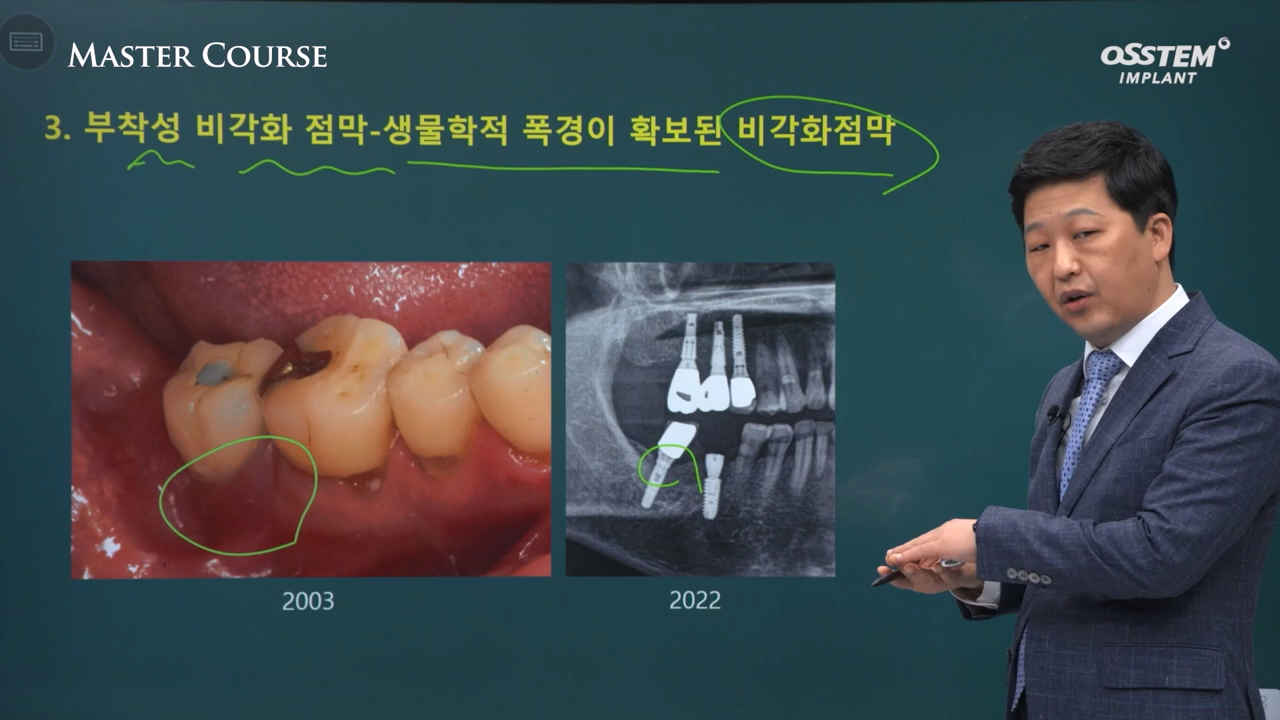 MASTER COURSE
OSSTEM
IMPLANT
3. 부착성 비각화 점막-생물학적 폭경이 확보된 비각화점막
2003
2022